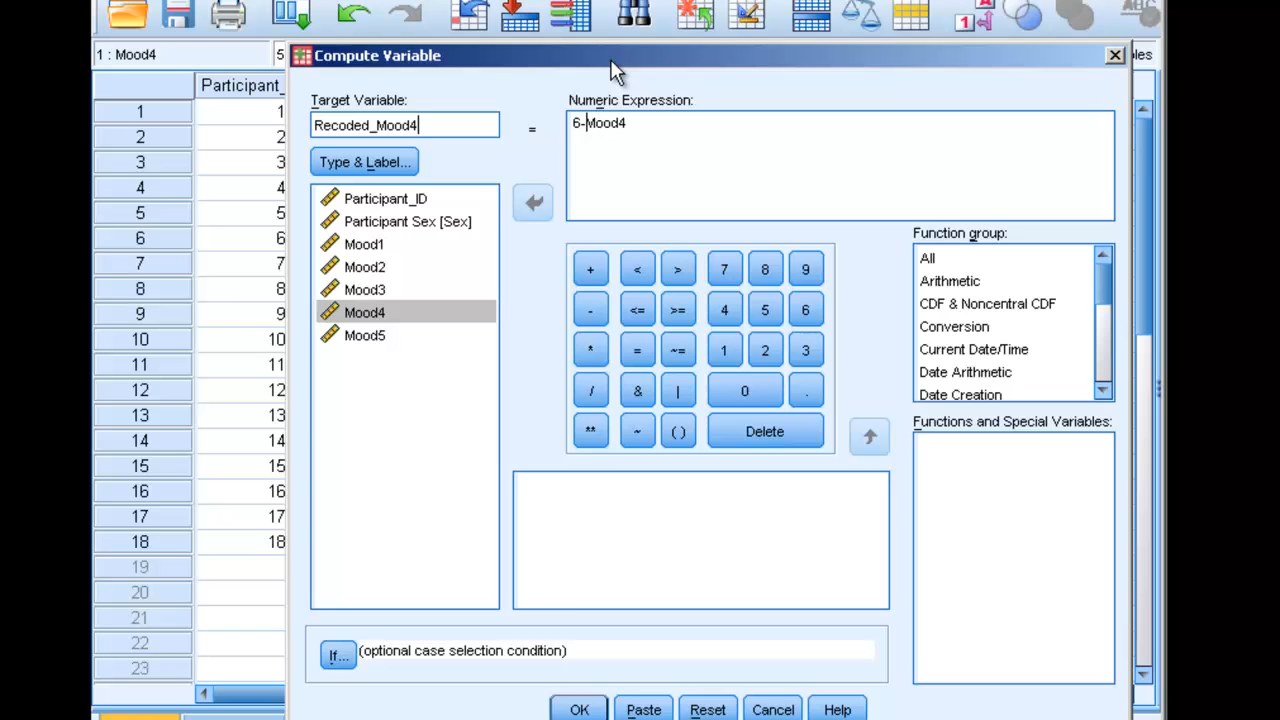 1 : Mood4
5
les
Compute Variable
Participant_
1
2
3
4
5
6
7
8
9
10
11
12
13
14
15
16
17
18
19
20
21
22
23
1
2
3
4
5
6
7
8
9
10
11
12
13
14
15
16
17
18
Target Variable:
Recoded_Mood4
=
Numeric Expression:
6-Mood4
Type & Label...
Participant_ID
Participant Sex [Sex]
Mood1
Mood2
Mood3
Mood4
Mood5
+ < > 7 8 9
- <= >= 4 5 6
* = ~= 1 2 3
/ & | 0 .
** ~ ( ) Delete
Function group:
All
Arithmetic
CDF & Noncentral CDF
Conversion
Current Date/Time
Date Arithmetic
Date Creation
Functions and Special Variables:
If...
(optional case selection condition)
OK Paste Reset Cancel Help